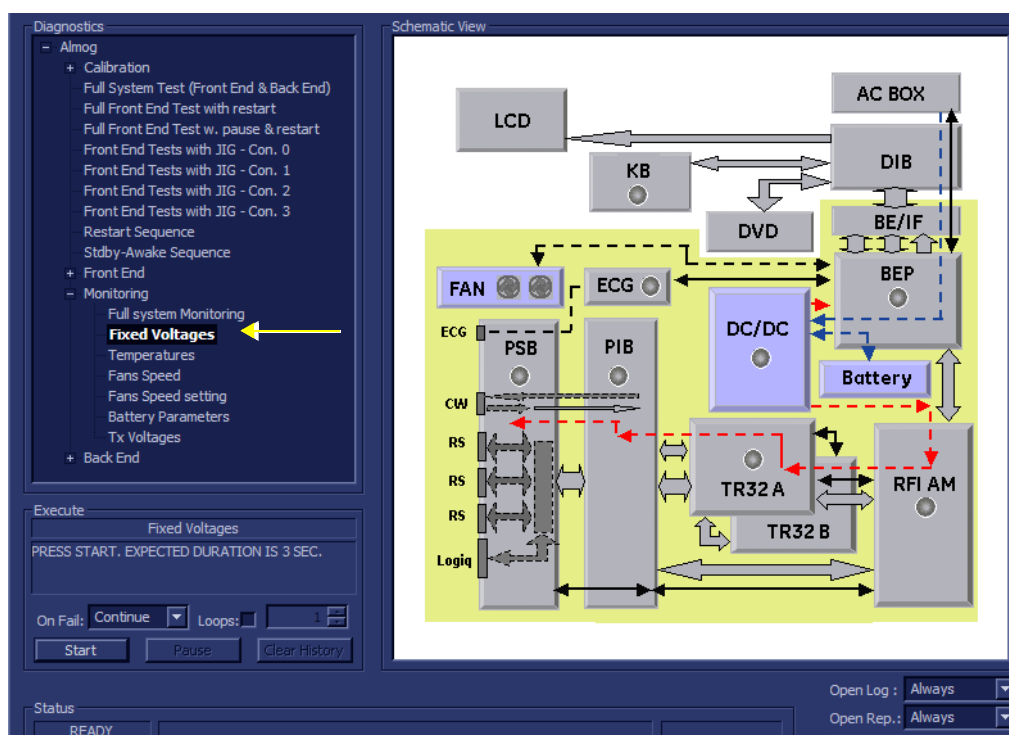 Diagnostics
Almog
Calibration
Full System Test (Front End & Back End)
Full Front End Test with restart
Full Front End Test w. pause & restart
Front End Tests with JIG - Con. 0
Front End Tests with JIG - Con. 1
Front End Tests with JIG - Con. 2
Front End Tests with JIG - Con. 3
Restart Sequence
Stdby-Awake Sequence
Front End
Monitoring
Full system Monitoring
Fixed Voltages
Temperatures
Fans Speed
Fans Speed setting
Battery Parameters
Tx Voltages
Back End
Execute
Fixed Voltages
PRESS START. EXPECTED DURATION IS 3 SEC.
On Fail: Continue Loops: 1
Start Pause Clear History
Status
READY
Schematic View
AC BOX
LCD
DIB
KB
DVD
BE/IF
BEP
FAN
ECG
DC/DC
ECG
PSB
PIB
Battery
CW
RS
RS
RS
Logiq
TR32 A
TR32 B
RFI AM
Open Log : Always
Open Rep.: Always